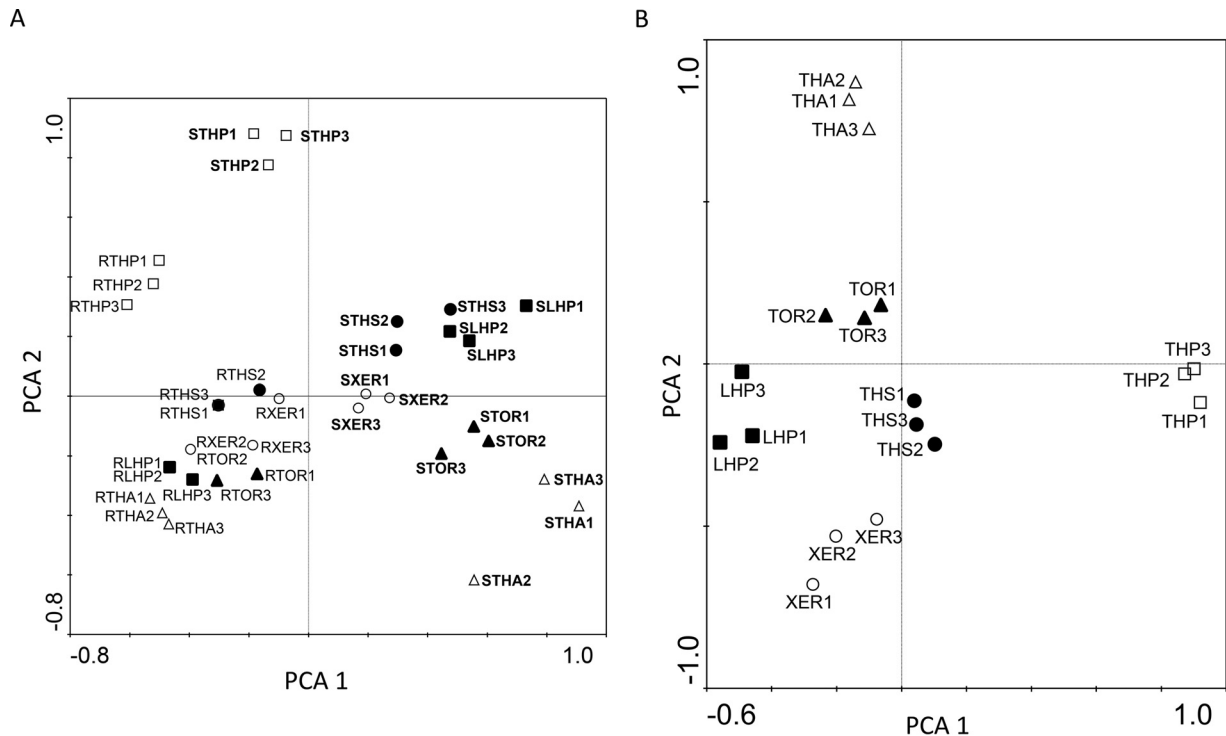 A
1.0
PCA 2
-0.8
STHP1
STHP3
STHP2
RTHP1
RTHP2
RTHP3
STHS3
SLHP1
STHS2
SLHP2
STHS1
SLHP3
RTHS2
SXER1
RTHS3
SXER2
RTHS1
RXER1
SXER3
STOR1
RXER2
RXER3
STOR2
RTOR2
RLHP1
STOR3
RLHP2
RTOR1
STHA3
RTHA1
RLHP3
RTOR3
RTHA2
STHA1
RTHA3
STHA2
-0.8
1.0
PCA 1
B
1.0
PCA 2
-1.0
THA2
THA1
THA3
TOR1
TOR2
TOR3
THP3
THP2
LHP3
THS1
THP1
THS3
LHP1
THS2
LHP2
XER3
XER2
XER1
-0.6
1.0
PCA 1